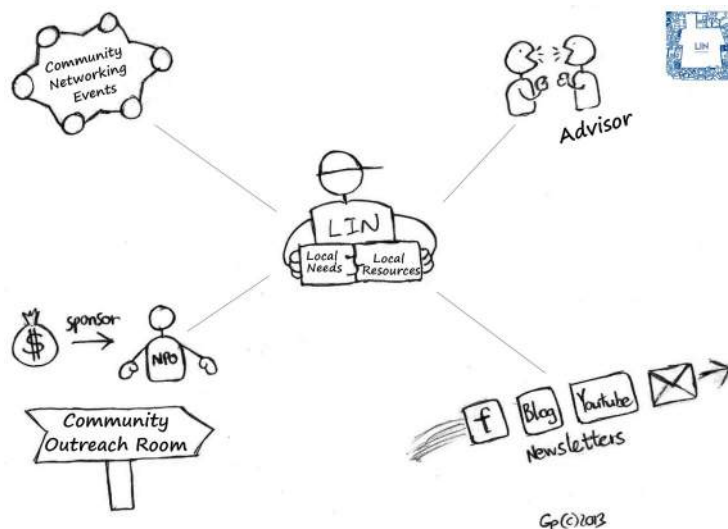 Community
Networking
Events
LIN
Advisor
LIN
Local
Needs
Local
Resources
$
sponsor
NPO
Community
Outreach Room
f
Blog
Youtube
Newsletters
Gp(c)2013